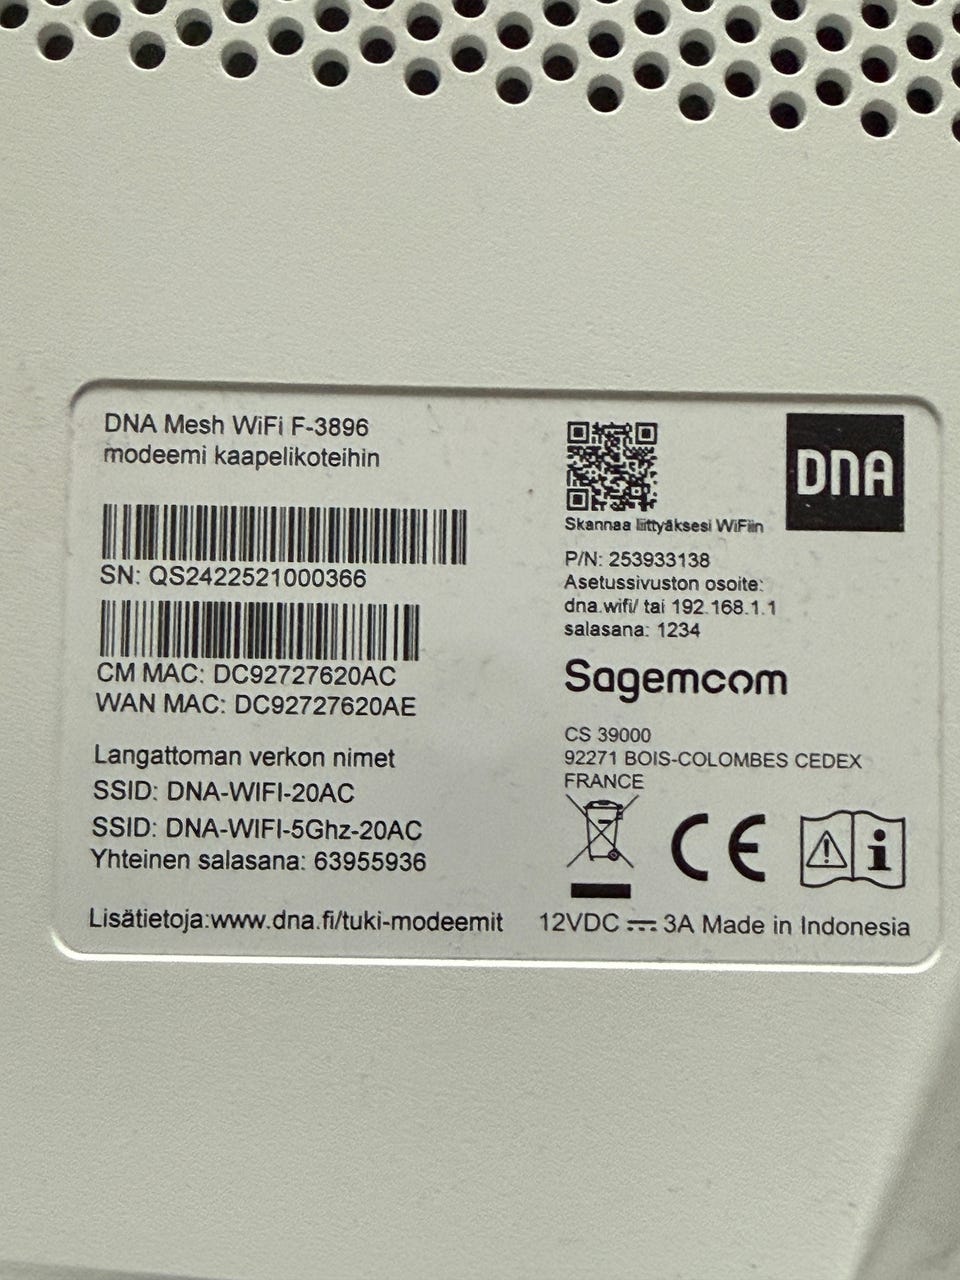 DNA Mesh WiFi F-3896
modeemi kaapelikoteihin
SN: QS2422521000366
CM MAC: DC92727620AC
WAN MAC: DC92727620AE
Langattoman verkon nimet
SSID: DNA-WIFI-20AC
SSID: DNA-WIFI-5Ghz-20AC
Yhteinen salasana: 63955936
Lisätietoja:www.dna.fi/tuki-modeemit
DNA
Skannaa liittyäksesi WiFiin
P/N: 253933138
Asetussivuston osoite:
dna.wifi/ tai 192.168.1.1
salasana: 1234
Sagemcom
CS 39000
92271 BOIS-COLOMBES CEDEX
FRANCE
CE
12VDC ⎓ 3A Made in Indonesia